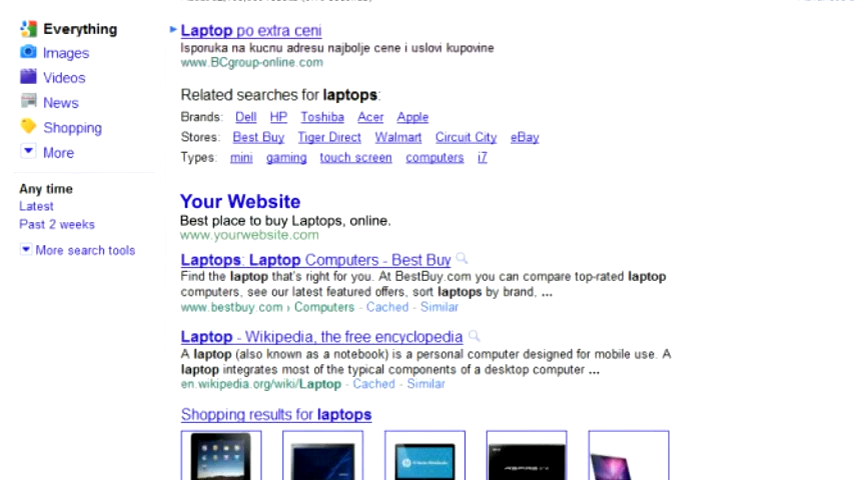 Everything
Images
Videos
News
Shopping
More
Any time
Latest
Past 2 weeks
More search tools
Laptop po extra ceni
Isporuka na kucnu adresu najbolje cene i uslovi kupovine
www.BCgroup-online.com
Related searches for laptops:
Brands: Dell HP Toshiba Acer Apple
Stores: Best Buy Tiger Direct Walmart Circuit City eBay
Types: mini gaming touch screen computers i7
Your Website
Best place to buy Laptops, online.
www.yourwebsite.com
Laptops: Laptop Computers - Best Buy
Find the laptop that's right for you. At BestBuy.com you can compare top-rated laptop
computers, see our latest featured offers, sort laptops by brand, ...
www.bestbuy.com › Computers - Cached - Similar
Laptop - Wikipedia, the free encyclopedia
A laptop (also known as a notebook) is a personal computer designed for mobile use. A
laptop integrates most of the typical components of a desktop computer ...
en.wikipedia.org/wiki/Laptop - Cached - Similar
Shopping results for laptops